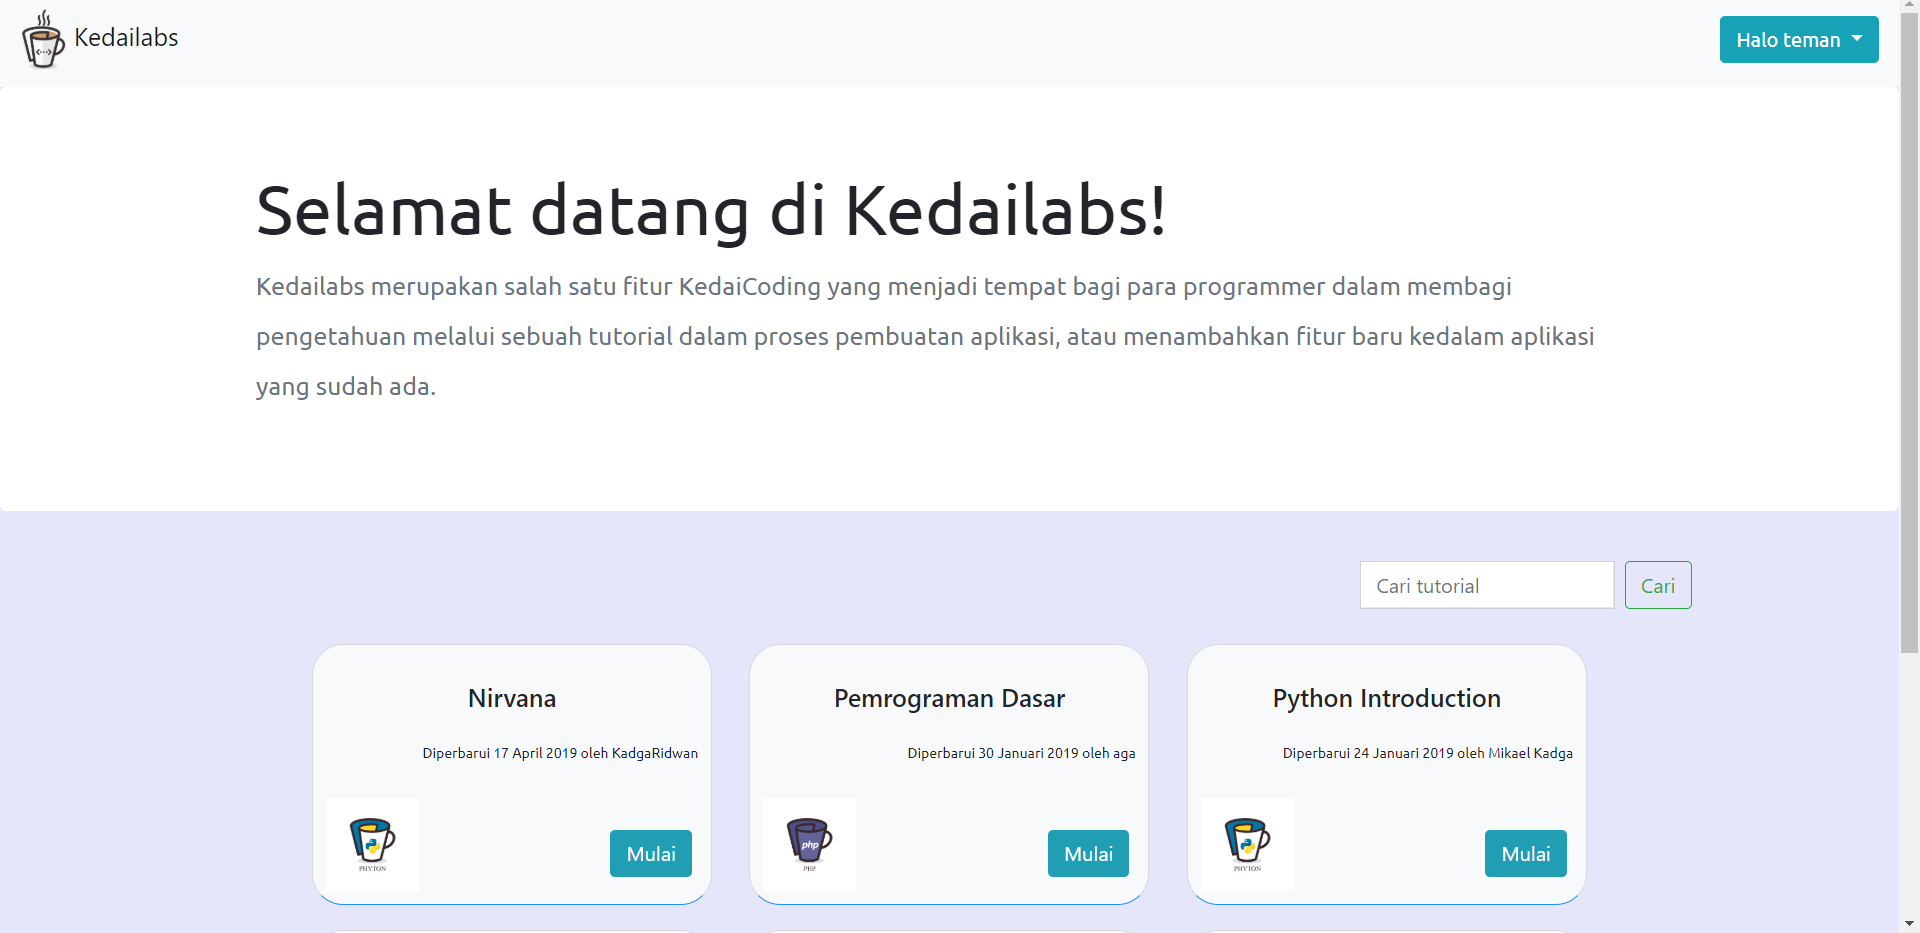 Kedailabs
Halo teman
Selamat datang di Kedailabs!
Kedailabs merupakan salah satu fitur KedaiCoding yang menjadi tempat bagi para programmer dalam membagi
pengetahuan melalui sebuah tutorial dalam proses pembuatan aplikasi, atau menambahkan fitur baru kedalam aplikasi
yang sudah ada.
Cari tutorial
Cari
Nirvana
Diperbarui 17 April 2019 oleh KadgaRidwan
PHYTON
Mulai
Pemrograman Dasar
Diperbarui 30 Januari 2019 oleh aga
php
PHP
Mulai
Python Introduction
Diperbarui 24 Januari 2019 oleh Mikael Kadga
PHYTON
Mulai